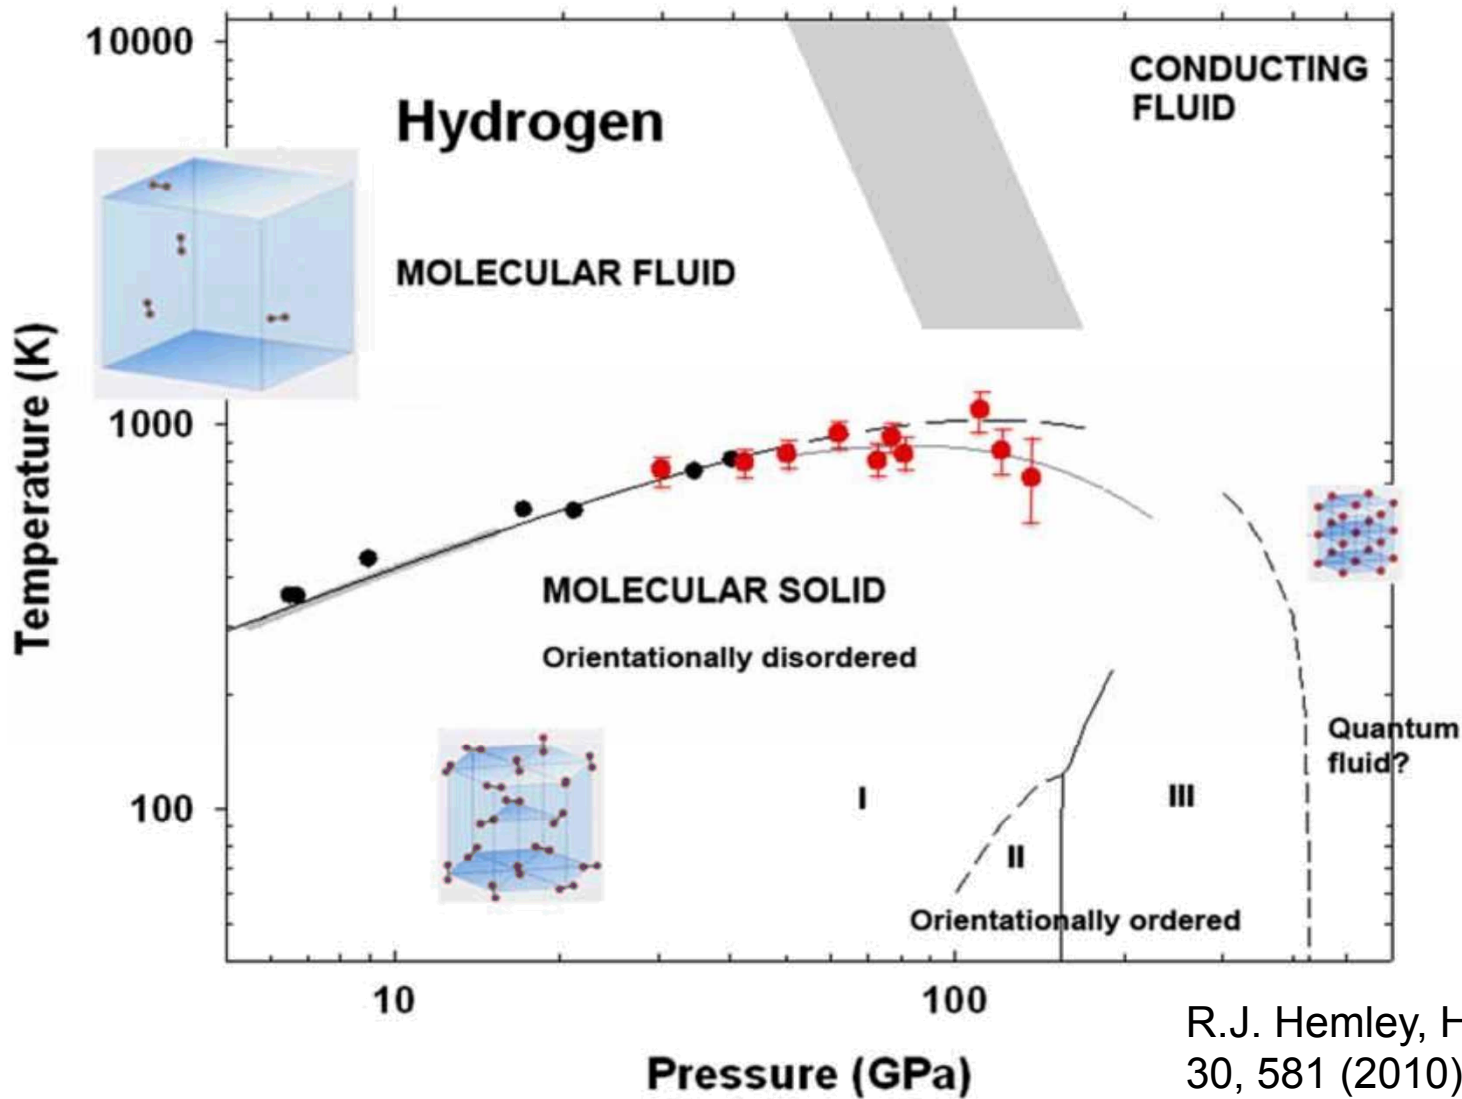 10000
Hydrogen
CONDUCTING
FLUID
MOLECULAR FLUID
Temperature (K)
1000
MOLECULAR SOLID
Orientationally disordered
Quantum
fluid?
100
I
III
II
Orientationally ordered
10
100
Pressure (GPa)
R.J. Hemley, H
30, 581 (2010)